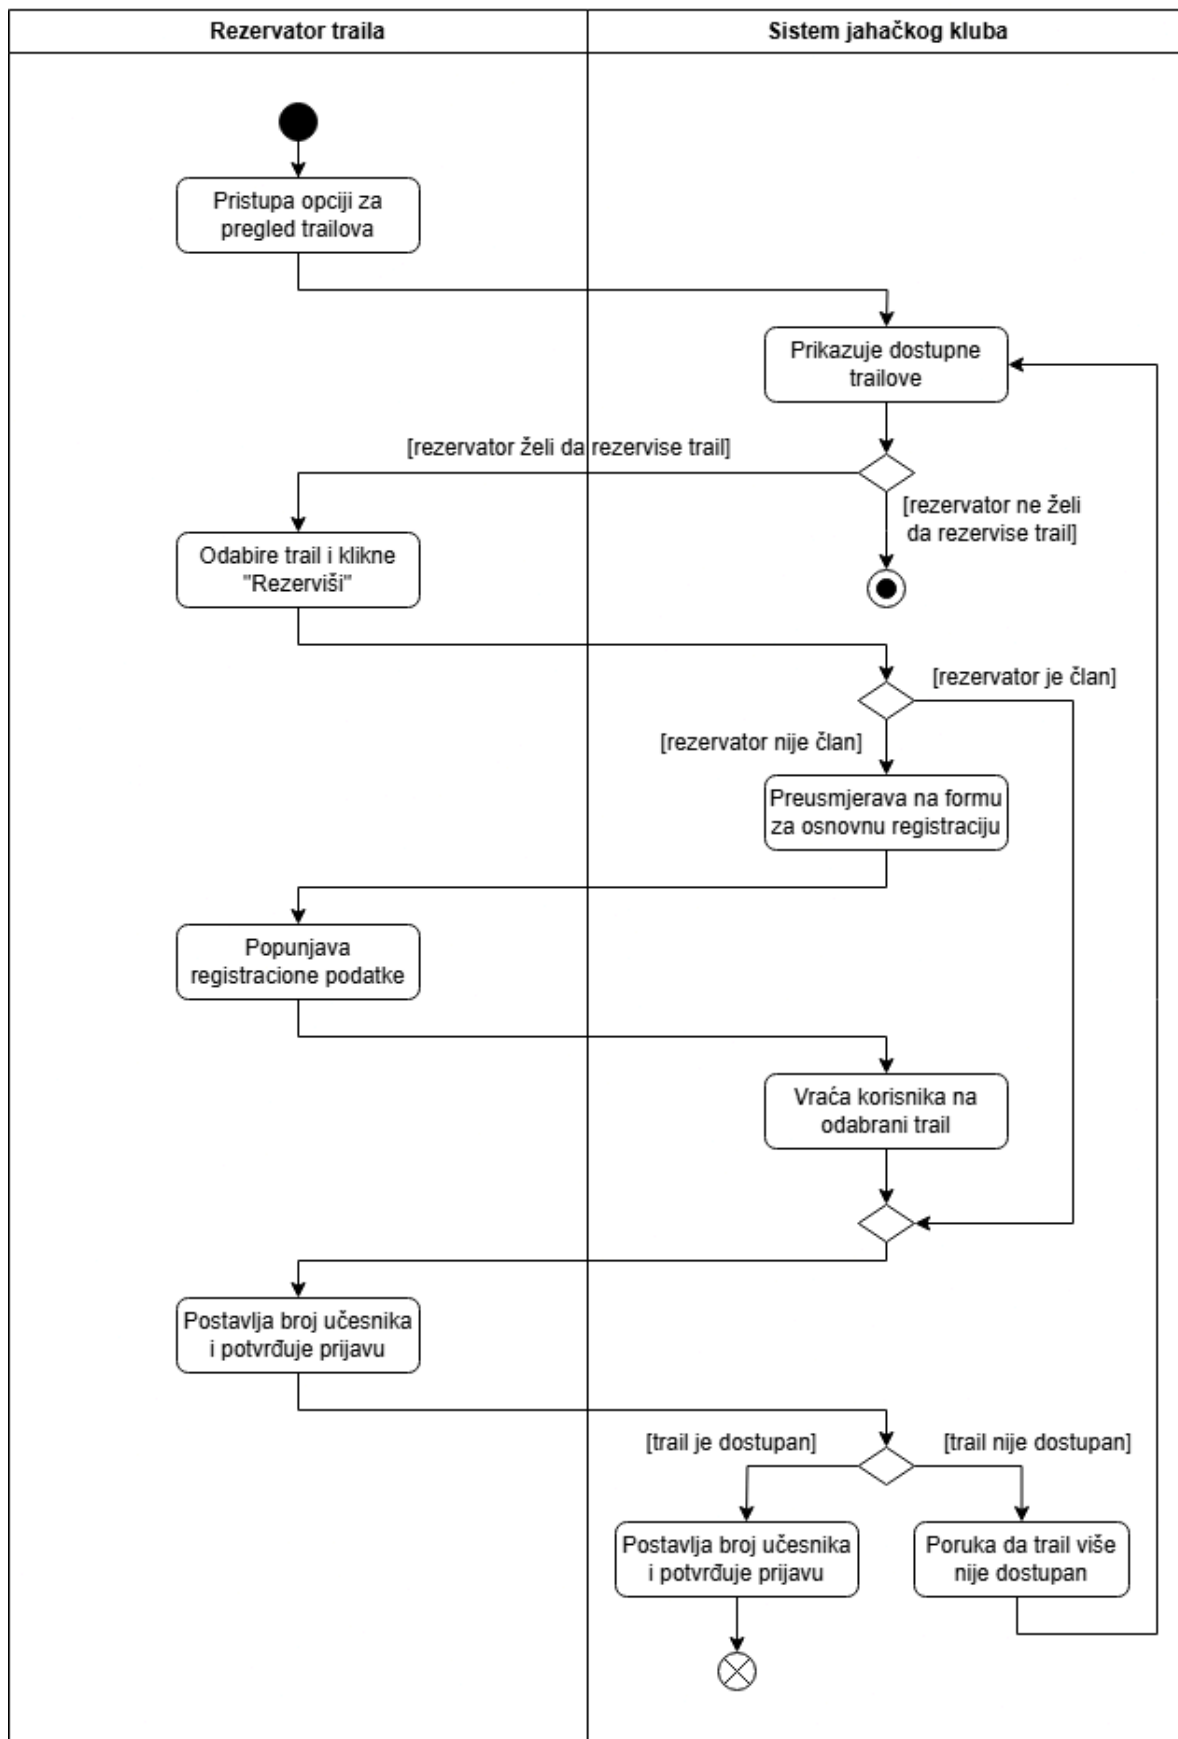 Rezervator traila
Sistem jahačkog kluba
Pristupa opciji za
pregled trailova
Prikazuje dostupne
trailove
[rezervator želi da rezervise trail]
[rezervator ne želi
da rezervise trail]
Odabire trail i klikne
"Rezerviši"
[rezervator je član]
[rezervator nije član]
Preusmjerava na formu
za osnovnu registraciju
Popunjava
registracione podatke
Vraća korisnika na
odabrani trail
Postavlja broj učesnika
i potvrđuje prijavu
[trail je dostupan]
[trail nije dostupan]
Postavlja broj učesnika
i potvrđuje prijavu
Poruka da trail više
nije dostupan